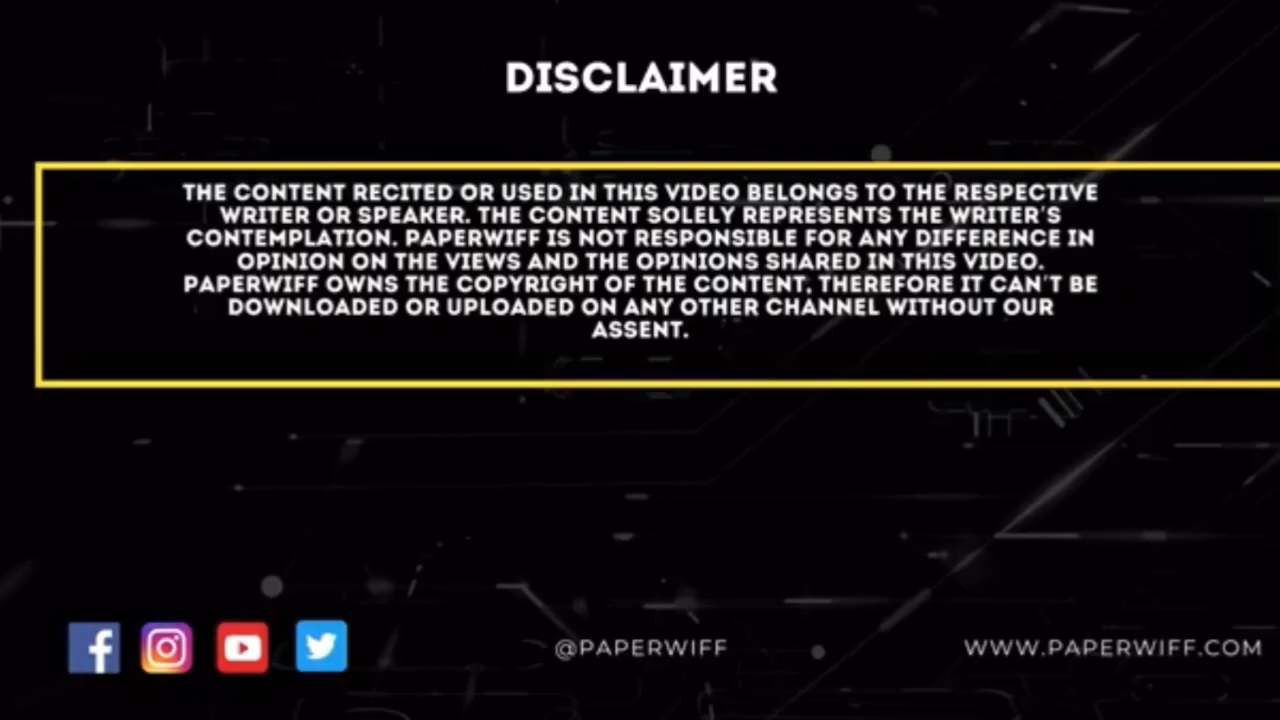 DISCLAIMER
THE CONTENT RECITED OR USED IN THIS VIDEO BELONGS TO THE RESPECTIVE
WRITER OR SPEAKER. THE CONTENT SOLELY REPRESENTS THE WRITER'S
CONTEMPLATION. PAPERWIFF IS NOT RESPONSIBLE FOR ANY DIFFERENCE IN
OPINION ON THE VIEWS AND THE OPINIONS SHARED IN THIS VIDEO.
PAPERWIFF OWNS THE COPYRIGHT OF THE CONTENT, THEREFORE IT CAN'T BE
DOWNLOADED OR UPLOADED ON ANY OTHER CHANNEL WITHOUT OUR
ASSENT.
@PAPERWIFF
WWW.PAPERWIFF.COM